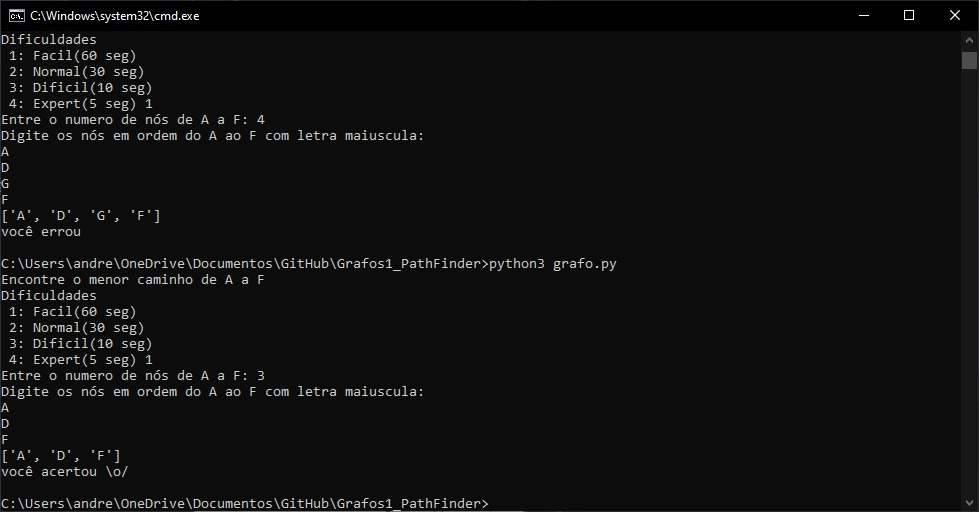 C:\Windows\system32\cmd.exe
Dificuldades
 1: Facil(60 seg)
 2: Normal(30 seg)
 3: Dificil(10 seg)
 4: Expert(5 seg) 1
Entre o numero de nós de A a F: 4
Digite os nós em ordem do A ao F com letra maiuscula:
A
D
G
F
['A', 'D', 'G', 'F']
você errou
C:\Users\andre\OneDrive\Documentos\GitHub\Grafos1_PathFinder>python3 grafo.py
Encontre o menor caminho de A a F
Dificuldades
 1: Facil(60 seg)
 2: Normal(30 seg)
 3: Dificil(10 seg)
 4: Expert(5 seg) 1
Entre o numero de nós de A a F: 3
Digite os nós em ordem do A ao F com letra maiuscula:
A
D
F
['A', 'D', 'F']
você acertou \o/
C:\Users\andre\OneDrive\Documentos\GitHub\Grafos1_PathFinder>